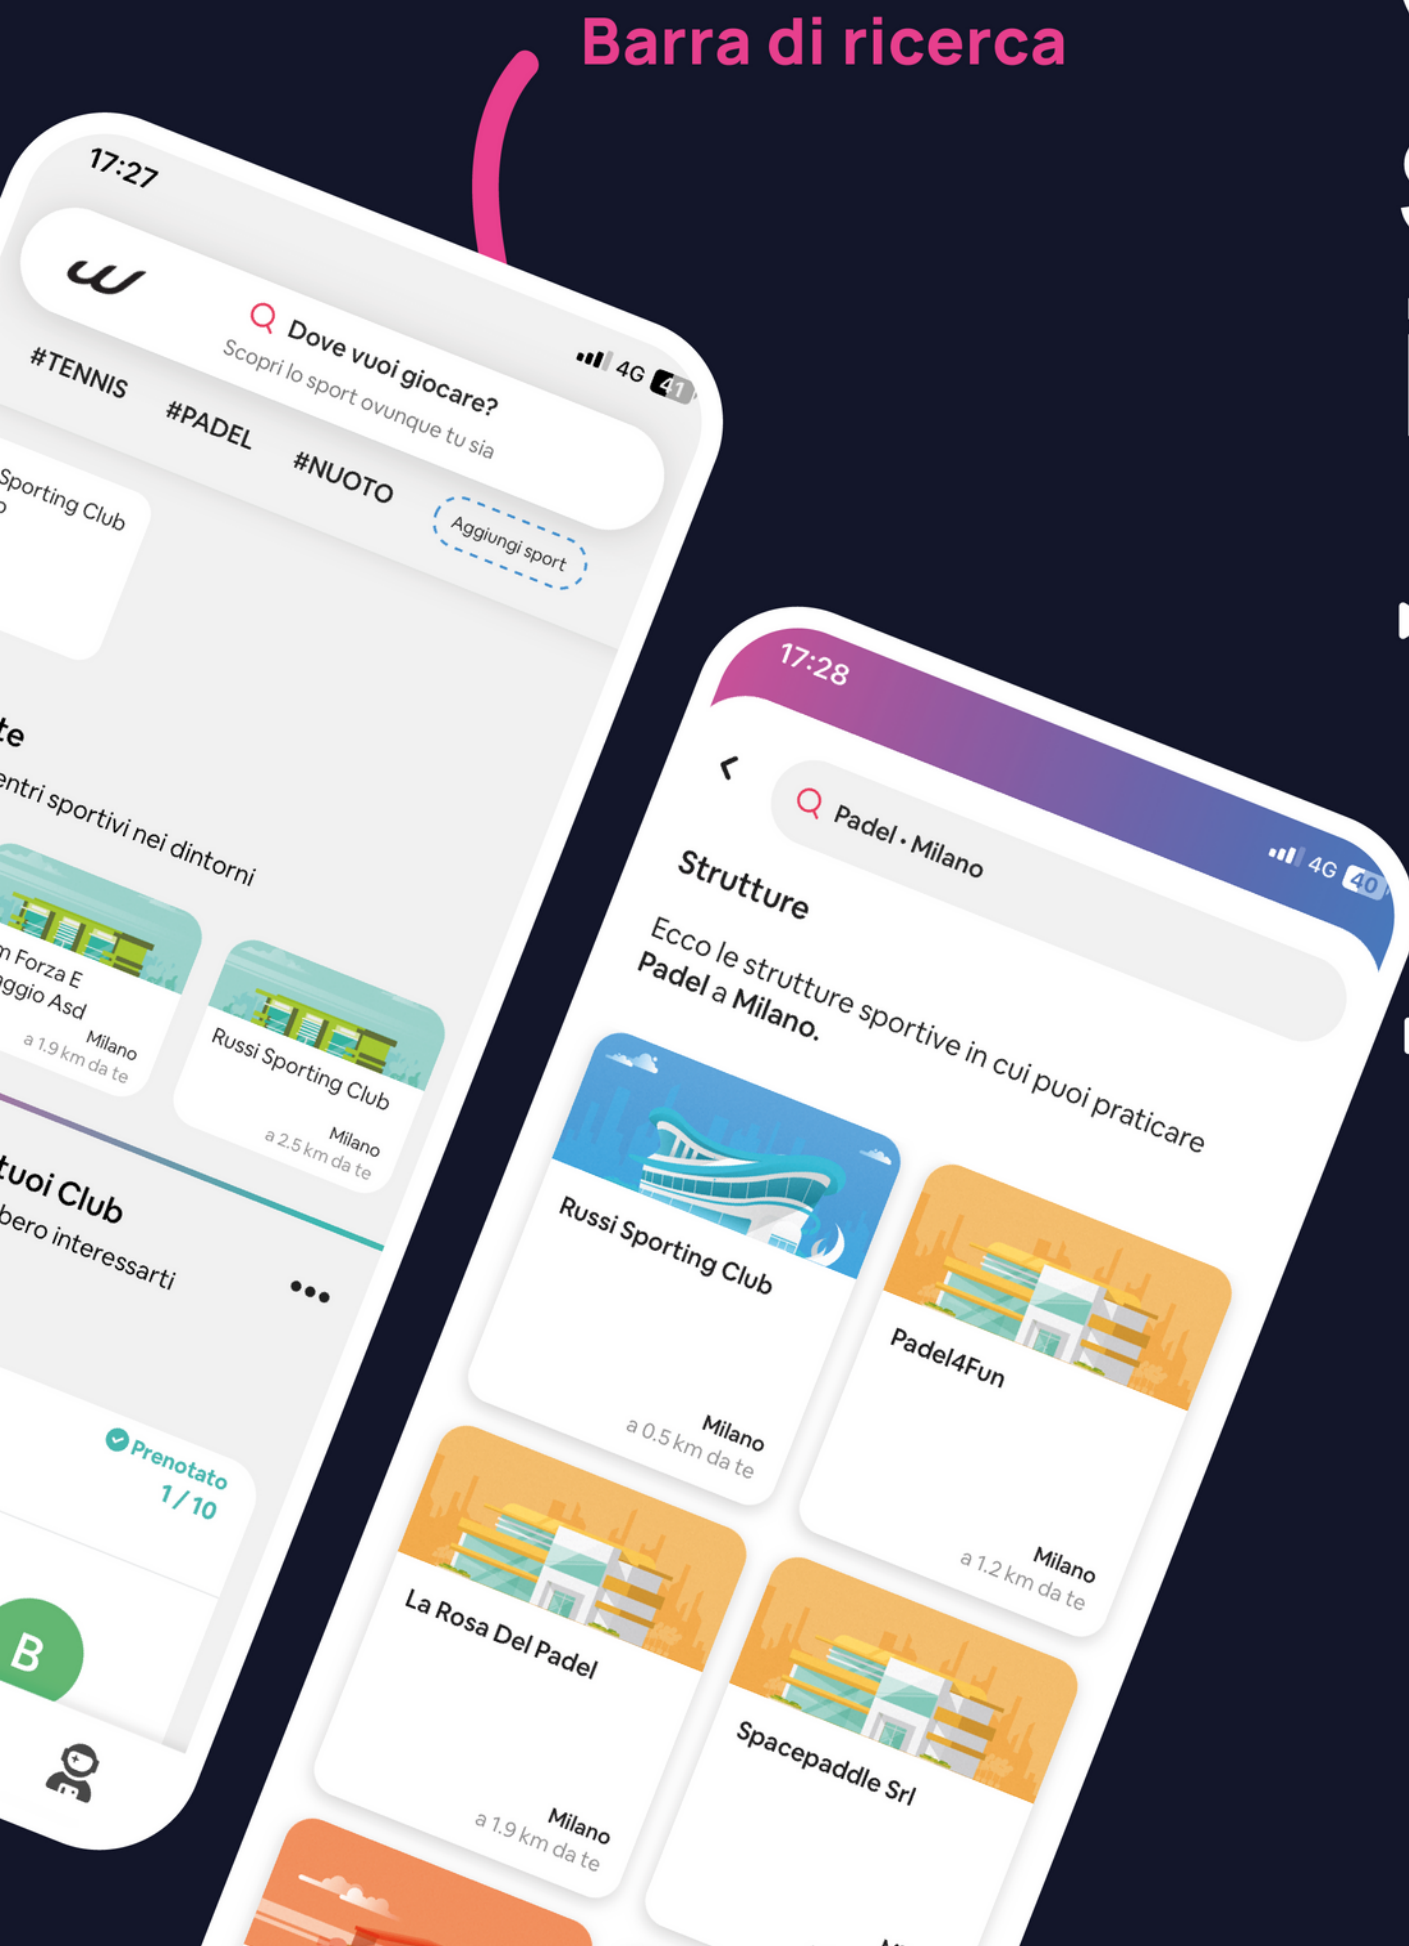 Barra di ricerca
17:27
4G 41
Dove vuoi giocare?
Scopri lo sport ovunque tu sia
#TENNIS #PADEL #NUOTO Aggiungi sport
Sporting Club
sportivi nei dintorni
Forza E
Asd
Milano
a 1.9 km da te
Russi Sporting Club
Milano
a 2.5 km da te
tuoi Club
interessarti
Prenotato
1 / 10
B
17:28
4G 40
Padel • Milano
Strutture
Ecco le strutture sportive in cui puoi praticare
Padel a Milano.
Russi Sporting Club
Milano
a 0.5 km da te
Padel4Fun
Milano
a 1.2 km da te
La Rosa Del Padel
Milano
a 1.9 km da te
Spacepaddle Srl